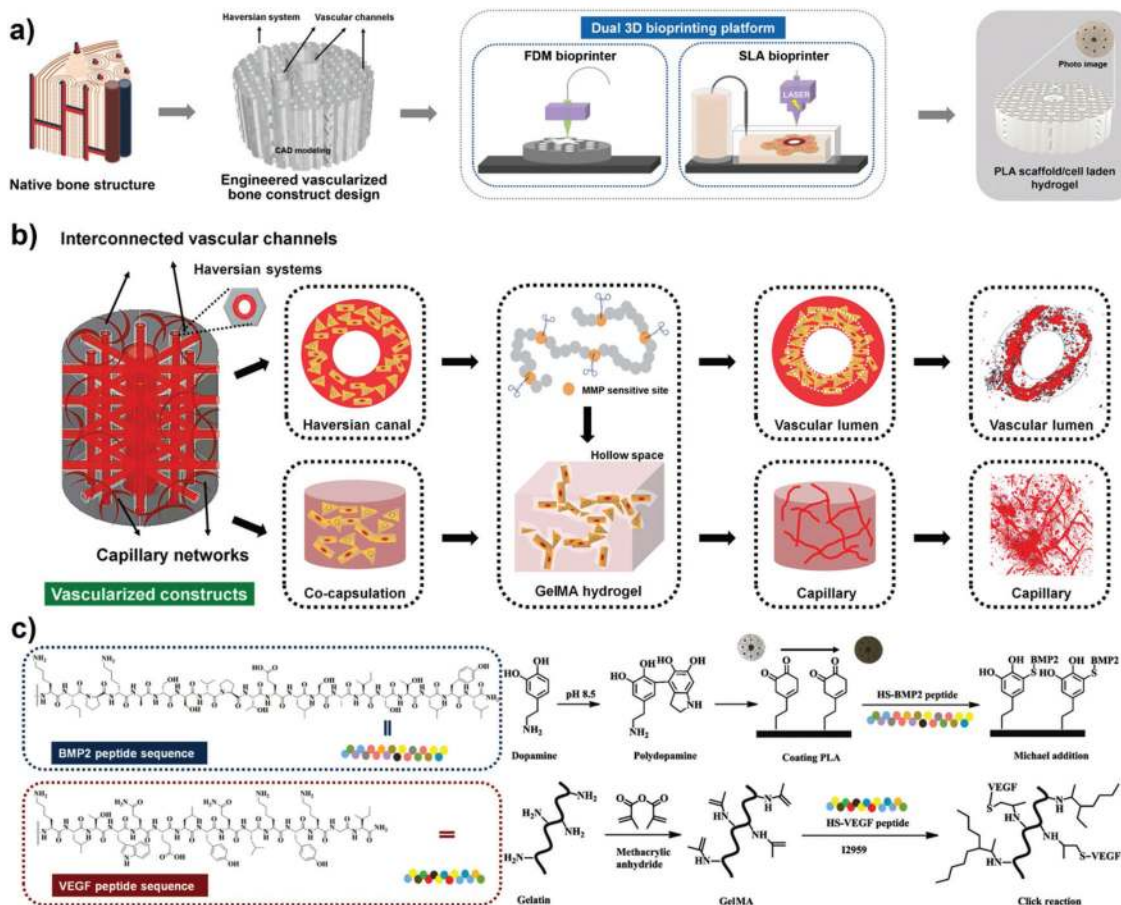 a)
Haversian system
Vascular channels
CAD modeling
Native bone structure
Engineered vascularized
bone construct design
Dual 3D bioprinting platform
FDM bioprinter
SLA bioprinter
LASER
Photo image
PLA scaffold/cell laden
hydrogel
b)
Interconnected vascular channels
Haversian systems
Capillary networks
Vascularized constructs
Haversian canal
Co-capsulation
MMP sensitive site
Hollow space
GelMA hydrogel
Vascular lumen
Capillary
Vascular lumen
Capillary
c)
BMP2 peptide sequence
HO
HO
NH₂
Dopamine
pH 8.5
Polydopamine
Coating PLA
HS-BMP2 peptide
BMP2
BMP2
Michael addition
VEGF peptide sequence
Gelatin
Methacrylic
anhydride
GelMA
HS-VEGF peptide
I2959
VEGF
S-VEGF
Click reaction